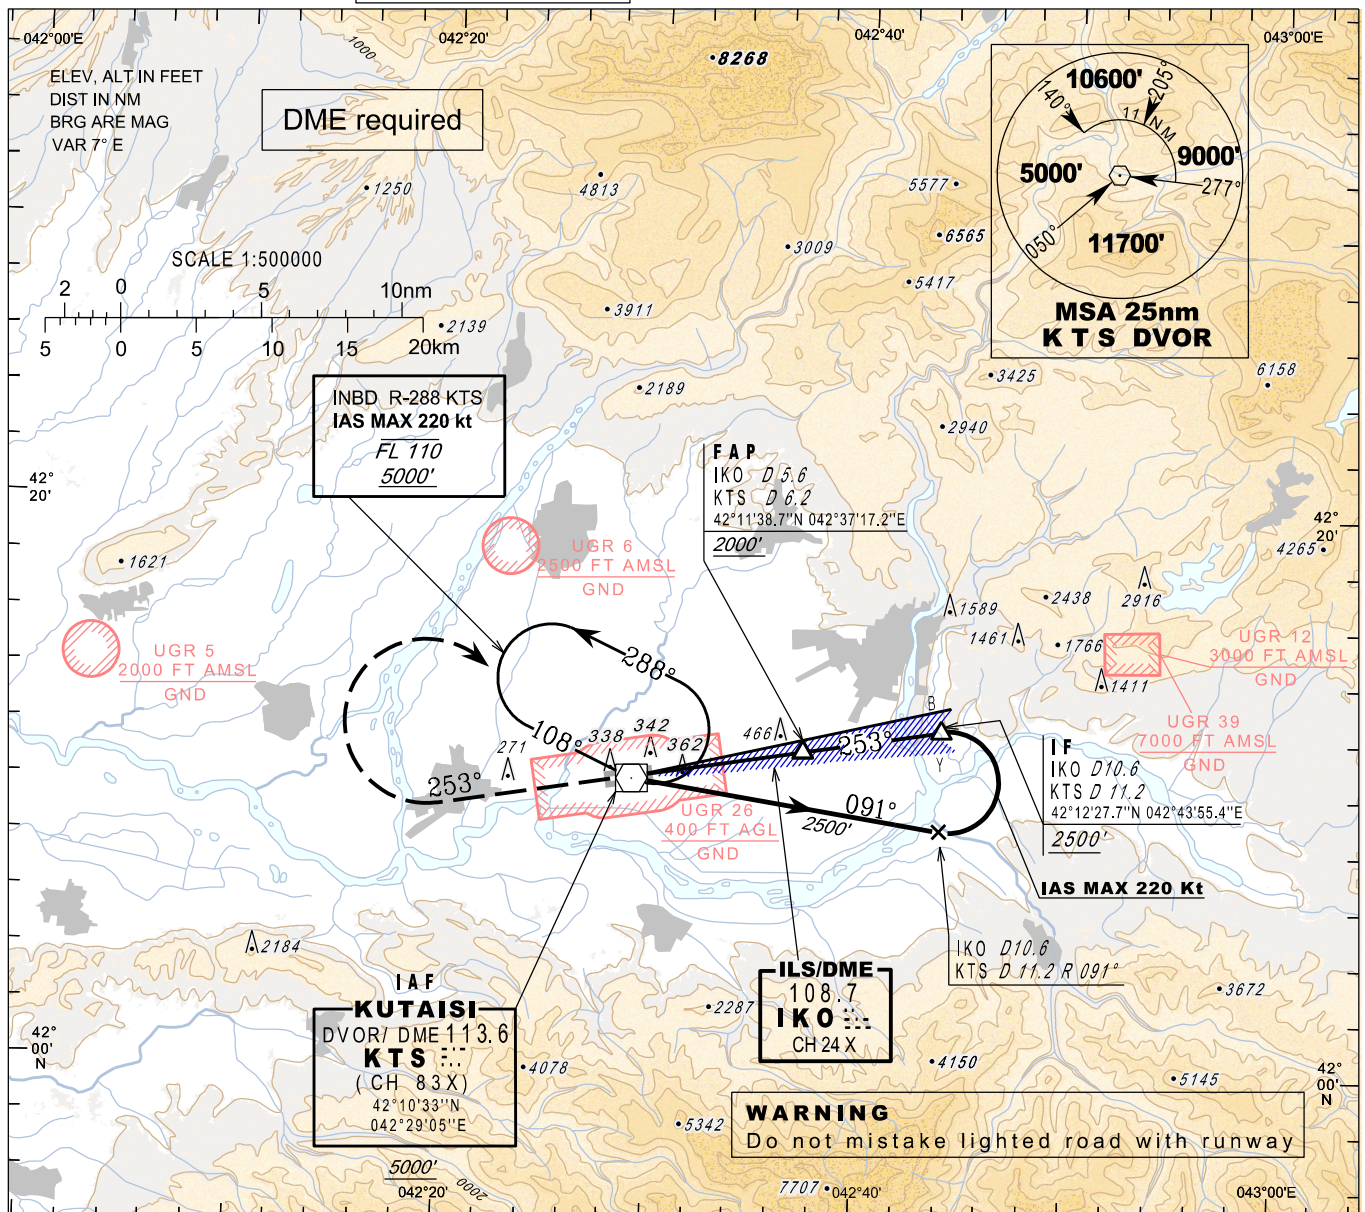 042°00'E
042°20'
042°40'
043°00'E
1000
8268
ELEV, ALT IN FEET
DIST IN NM
BRG ARE MAG
VAR 7° E
DME required
10600'
140°
205°
11 NM
9000'
5000'
277°
050°
11700'
MSA 25nm
KTS DVOR
1250
4813
5577
6565
3009
5417
3911
2139
SCALE 1:500000
2 0 5 10nm
5 0 5 10 15 20km
2189
3425
6158
2940
INBD R-288 KTS
IAS MAX 220 kt
FL 110
5000'
FAP
IKO D 5.6
KTS D 6.2
42°11'38.7"N 042°37'17.2"E
2000'
42°
20'
42°
20'
4265
1621
UGR 6
2500 FT AMSL
GND
UGR 5
2000 FT AMSL
GND
1589
2438
2916
1461
1766
1411
UGR 12
3000 FT AMSL
GND
UGR 39
7000 FT AMSL
GND
288°
108°
338
342
362
466
271
253°
253°
B
Y
091°
2500'
UGR 26
400 FT AGL
GND
IF
IKO D10.6
KTS D 11.2
42°12'27.7"N 042°43'55.4"E
2500'
IAS MAX 220 Kt
IKO D10.6
KTS D 11.2 R 091°
2184
IAF
KUTAISI
DVOR/ DME 113.6
KTS
(CH 83X)
42°10'33"N
042°29'05"E
5000'
ILS/DME
108.7
IKO
CH 24 X
2287
3672
4078
4150
5145
5342
7707
42°
00'
N
42°
00'
N
WARNING
Do not mistake lighted road with runway
2000
042°20'
042°40'
043°00'E